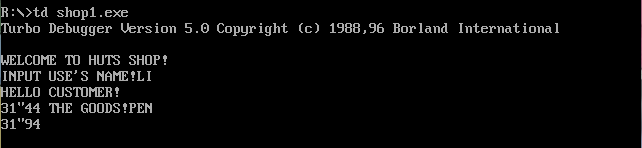 R:\>td shop1.exe
Turbo Debugger Version 5.0 Copyright (c) 1988,96 Borland International
WELCOME TO HUTS SHOP!
INPUT USE'S NAME!LI
HELLO CUSTOMER!
31"44 THE GOODS!PEN
31"94